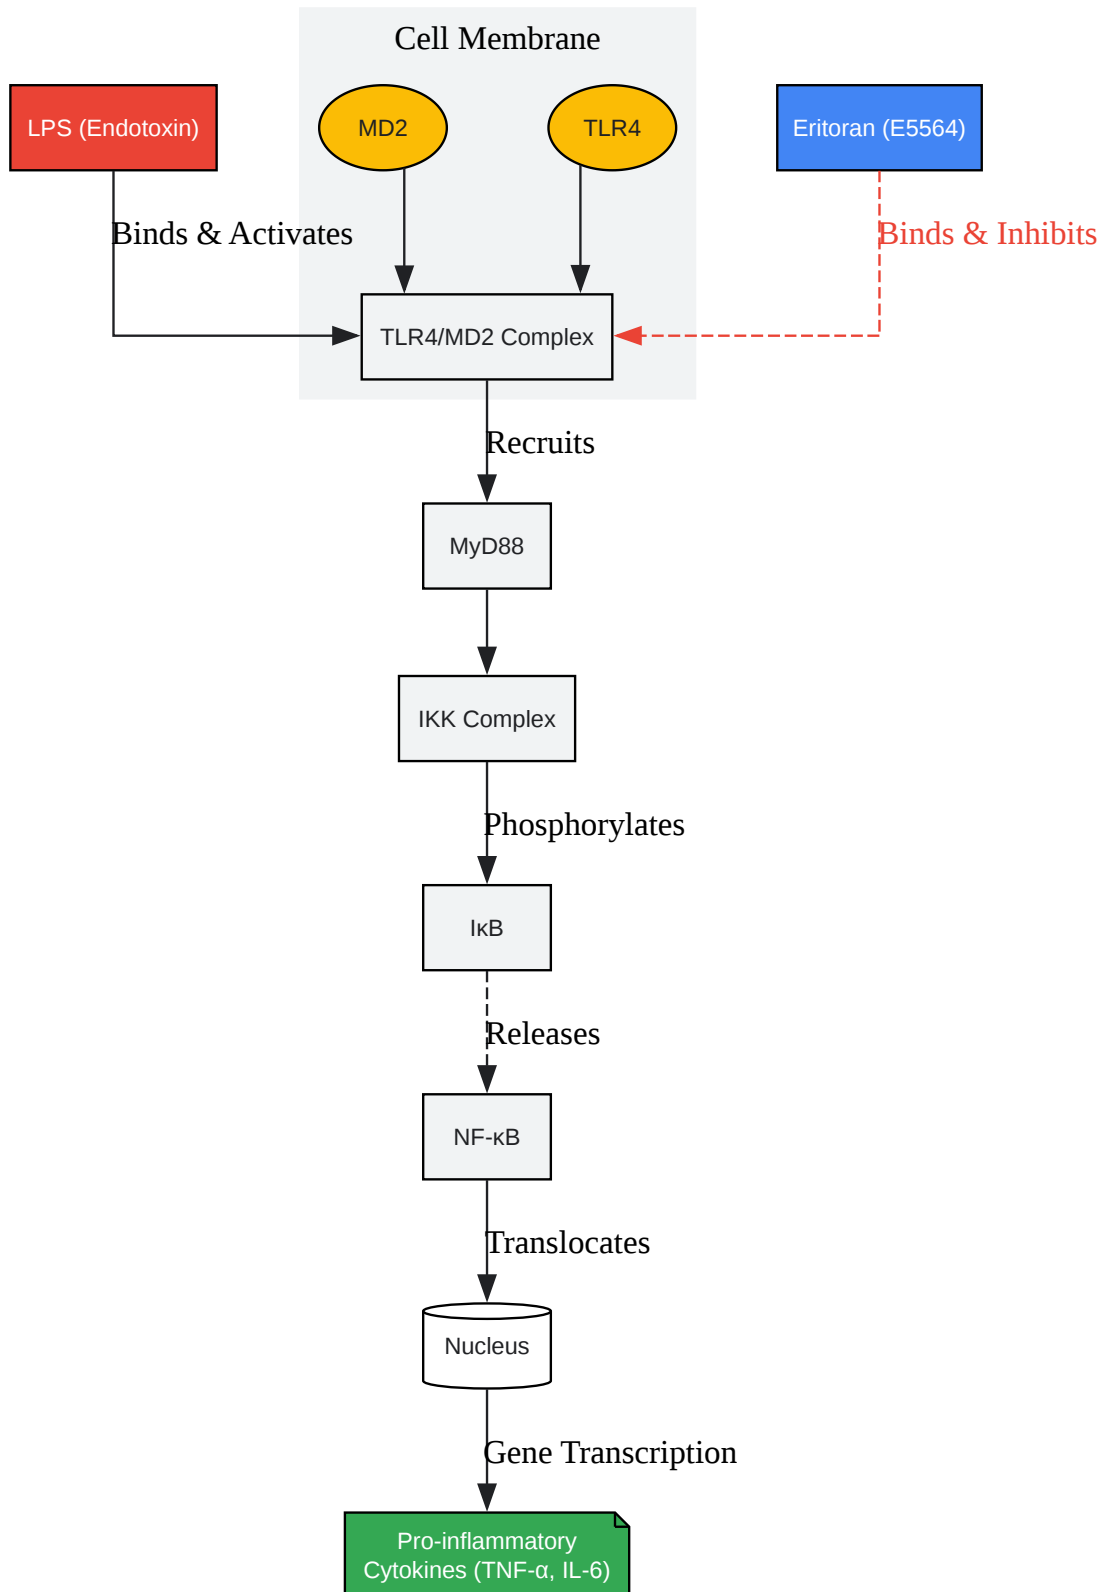 Cell Membrane
LPS (Endotoxin)
MD2
TLR4
Eritoran (E5564)
Binds & Activates
Binds & Inhibits
TLR4/MD2 Complex
Recruits
MyD88
IKK Complex
Phosphorylates
IκB
Releases
NF-κB
Translocates
Nucleus
Gene Transcription
Pro-inflammatory
Cytokines (TNF-α, IL-6)